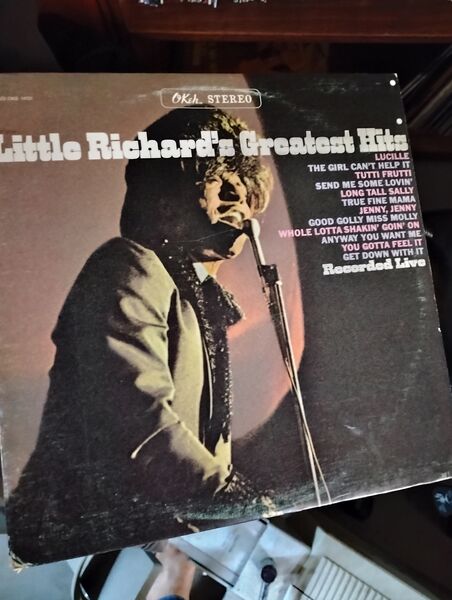 OKeh STEREO
Little Richard's Greatest Hits
LUCILLE
THE GIRL CAN'T HELP IT
TUTTI FRUTTI
SEND ME SOME LOVIN'
LONG TALL SALLY
TRUE FINE MAMA
JENNY, JENNY
GOOD GOLLY MISS MOLLY
WHOLE LOTTA SHAKIN' GOIN' ON
ANYWAY YOU WANT ME
YOU GOTTA FEEL IT
GET DOWN WITH IT
Recorded Live